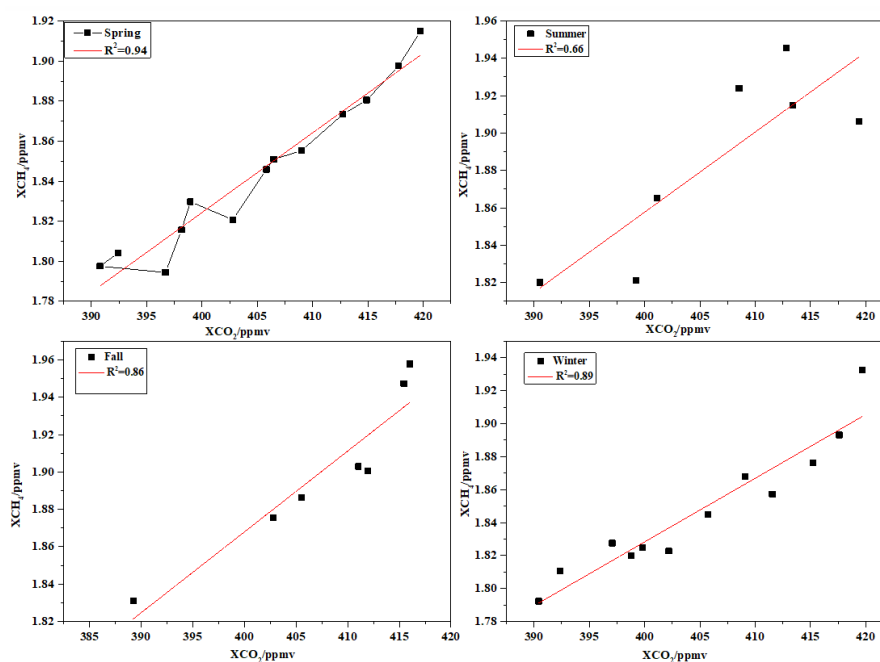 1.92
1.90
1.88
1.86
1.84
1.82
1.80
1.78
XCH₄/ppmv
Spring
R²=0.94
390 395 400 405 410 415 420
XCO₂/ppmv
1.96
1.94
1.92
1.90
1.88
1.86
1.84
1.82
XCH₄/ppmv
Summer
R²=0.66
390 395 400 405 410 415 420
XCO₂/ppmv
1.96
1.94
1.92
1.90
1.88
1.86
1.84
1.82
XCH₄/ppmv
Fall
R²=0.86
385 390 395 400 405 411 415 420
XCO₂/ppmv
1.94
1.92
1.90
1.88
1.86
1.84
1.82
1.80
1.78
XCH₄/ppmv
Winter
R²=0.89
390 395 400 405 410 415 420
XCO₂/ppmv